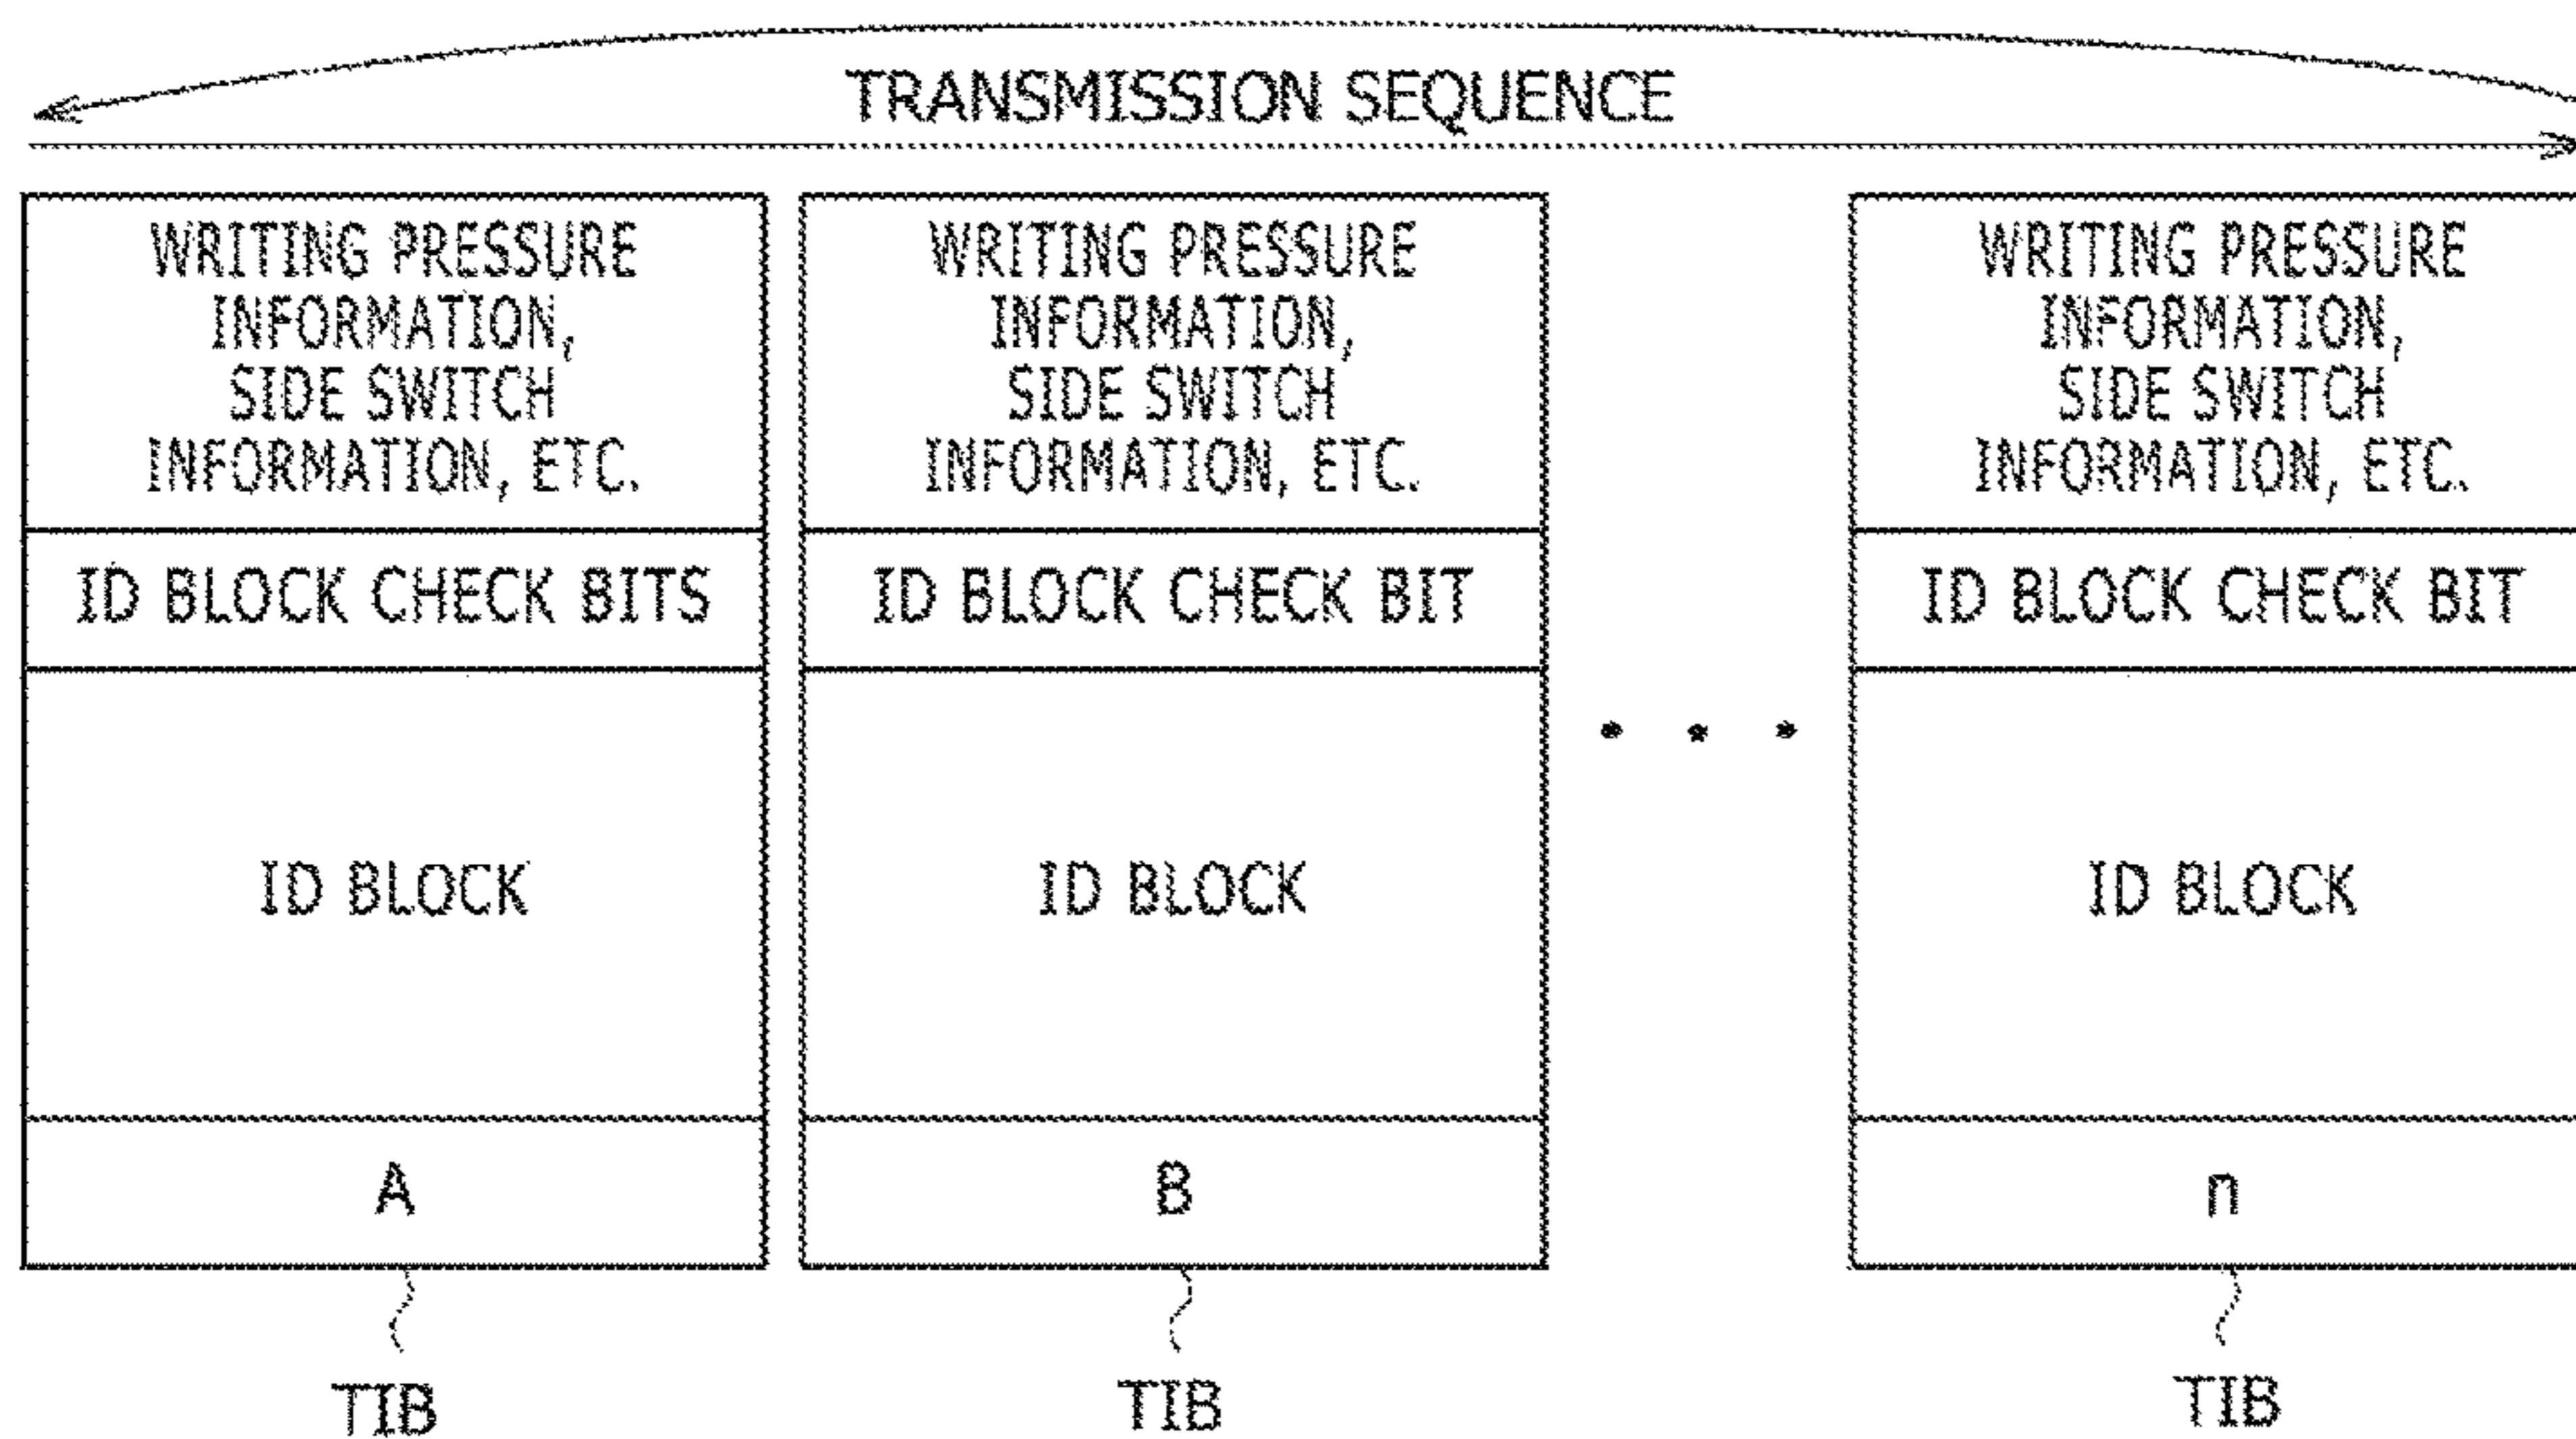 TRANSMISSION SEQUENCE
WRITING PRESSURE
INFORMATION,
SIDE SWITCH
INFORMATION, ETC.
ID BLOCK CHECK BITS
ID BLOCK
A
TIB
WRITING PRESSURE
INFORMATION,
SIDE SWITCH
INFORMATION, ETC.
ID BLOCK CHECK BIT
ID BLOCK
B
TIB
WRITING PRESSURE
INFORMATION,
SIDE SWITCH
INFORMATION, ETC.
ID BLOCK CHECK BIT
ID BLOCK
n
TIB